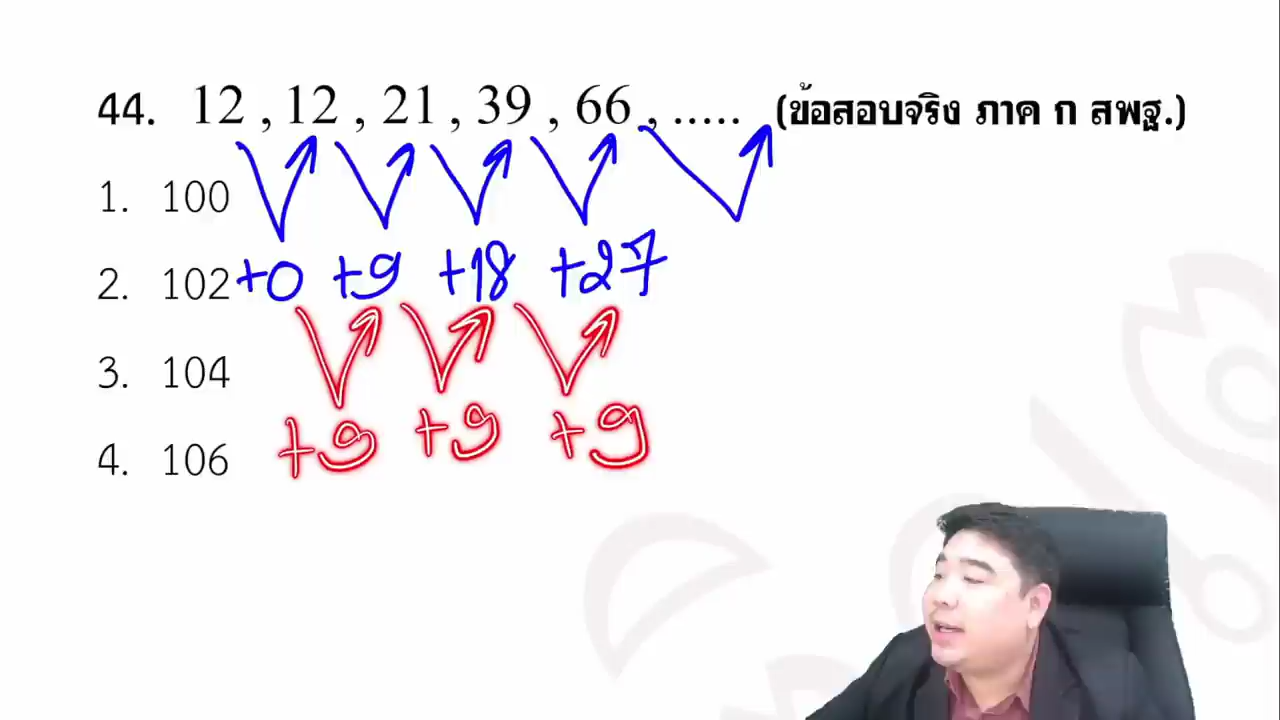 44. 12 , 12 , 21 , 39 , 66 , ..... (ข้อสอบจริง ภาค ก สพฐ.)
1. 100
+0 +9 +18 +27
2. 102
3. 104
+9 +9 +9
4. 106